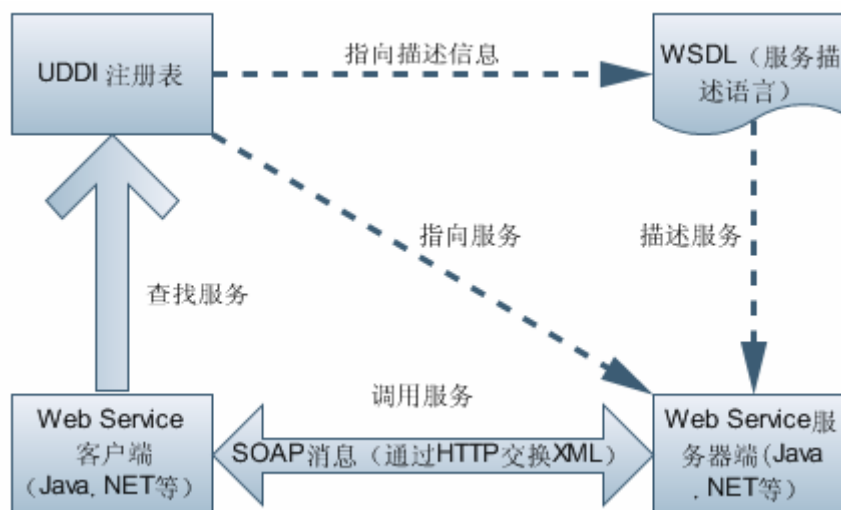 UDDI 注册表
指向描述信息
WSDL（服务描
述语言）
指向服务
描述服务
查找服务
调用服务
Web Service
客户端
（Java. NET等）
SOAP消息（通过HTTP交换XML）
Web Service服
务器端(Java
. NET等）